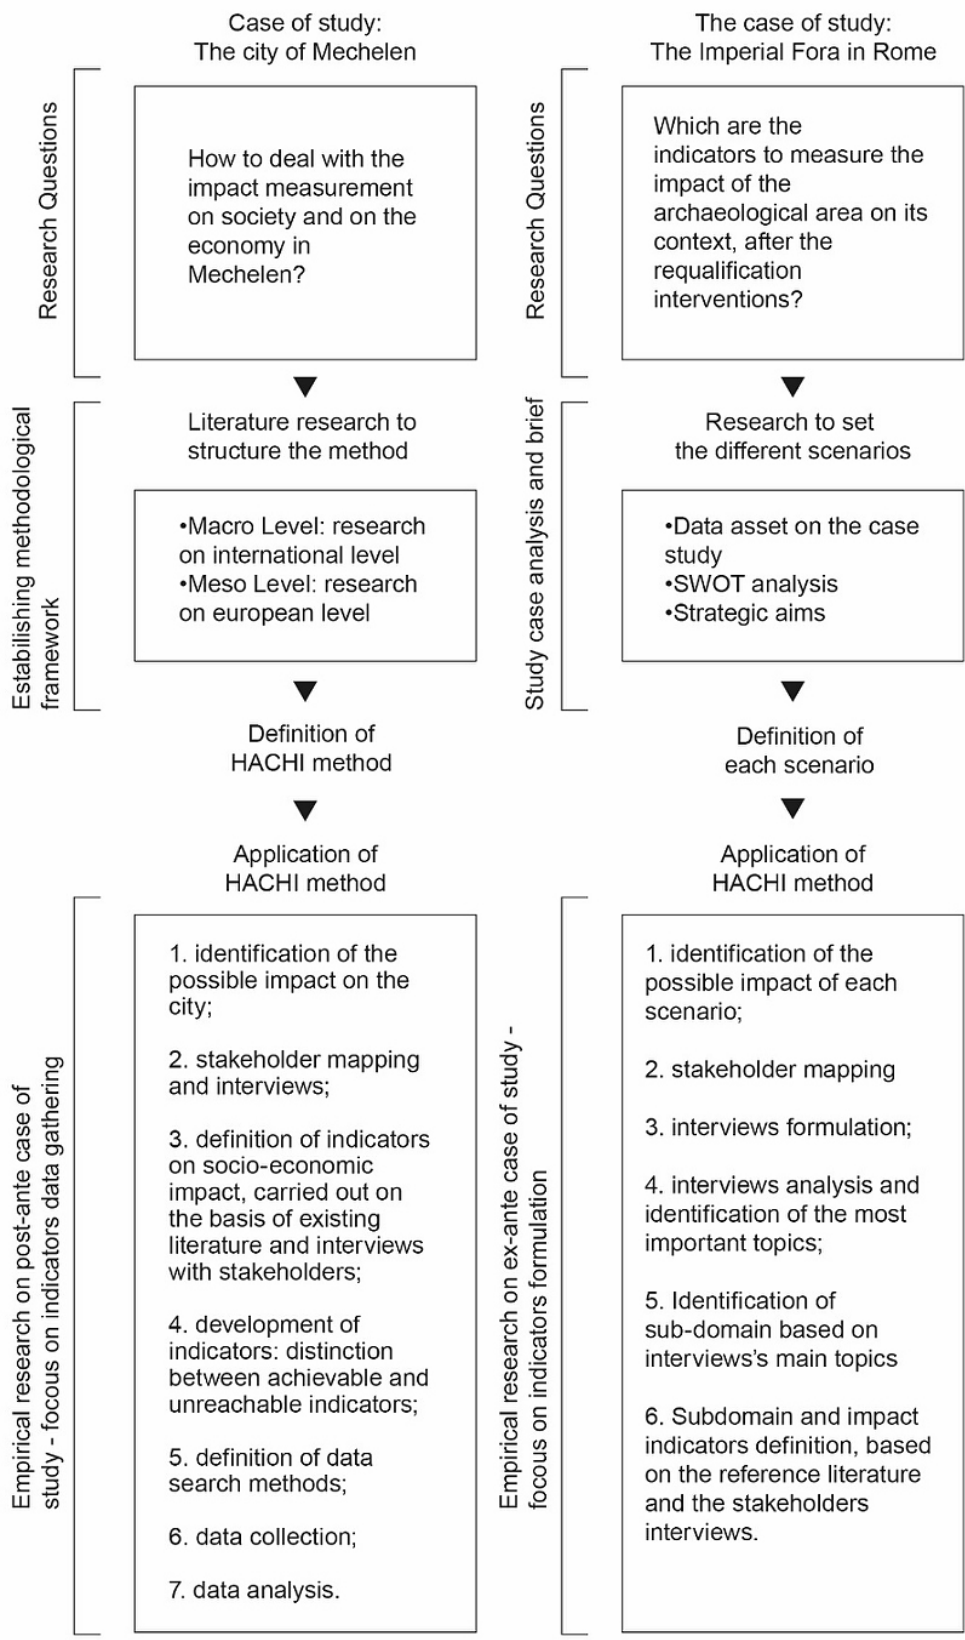 Case of study:
The city of Mechelen
Research Questions
How to deal with the
impact measurement
on society and on the
economy in
Mechelen?
Estabilishing methodological
framework
Literature research to
structure the method
•Macro Level: research
on international level
•Meso Level: research
on european level
Definition of
HACHI method
Application of
HACHI method
Empirical research on post-ante case of
study - focus on indicators data gathering
1. identification of the
possible impact on the
city;
2. stakeholder mapping
and interviews;
3. definition of indicators
on socio-economic
impact, carried out on
the basis of existing
literature and interviews
with stakeholders;
4. development of
indicators: distinction
between achievable and
unreachable indicators;
5. definition of data
search methods;
6. data collection;
7. data analysis.
The case of study:
The Imperial Fora in Rome
Research Questions
Which are the
indicators to measure the
impact of the
archaeological area on its
context, after the
requalification
interventions?
Study case analysis and brief
Research to set
the different scenarios
•Data asset on the case
study
•SWOT analysis
•Strategic aims
Definition of
each scenario
Application of
HACHI method
Empirical research on ex-ante case of study -
focous on indicators formulation
1. identification of the
possible impact of each
scenario;
2. stakeholder mapping
3. interviews formulation;
4. interviews analysis and
identification of the most
important topics;
5. Identification of
sub-domain based on
interviews's main topics
6. Subdomain and impact
indicators definition, based
on the reference literature
and the stakeholders
interviews.